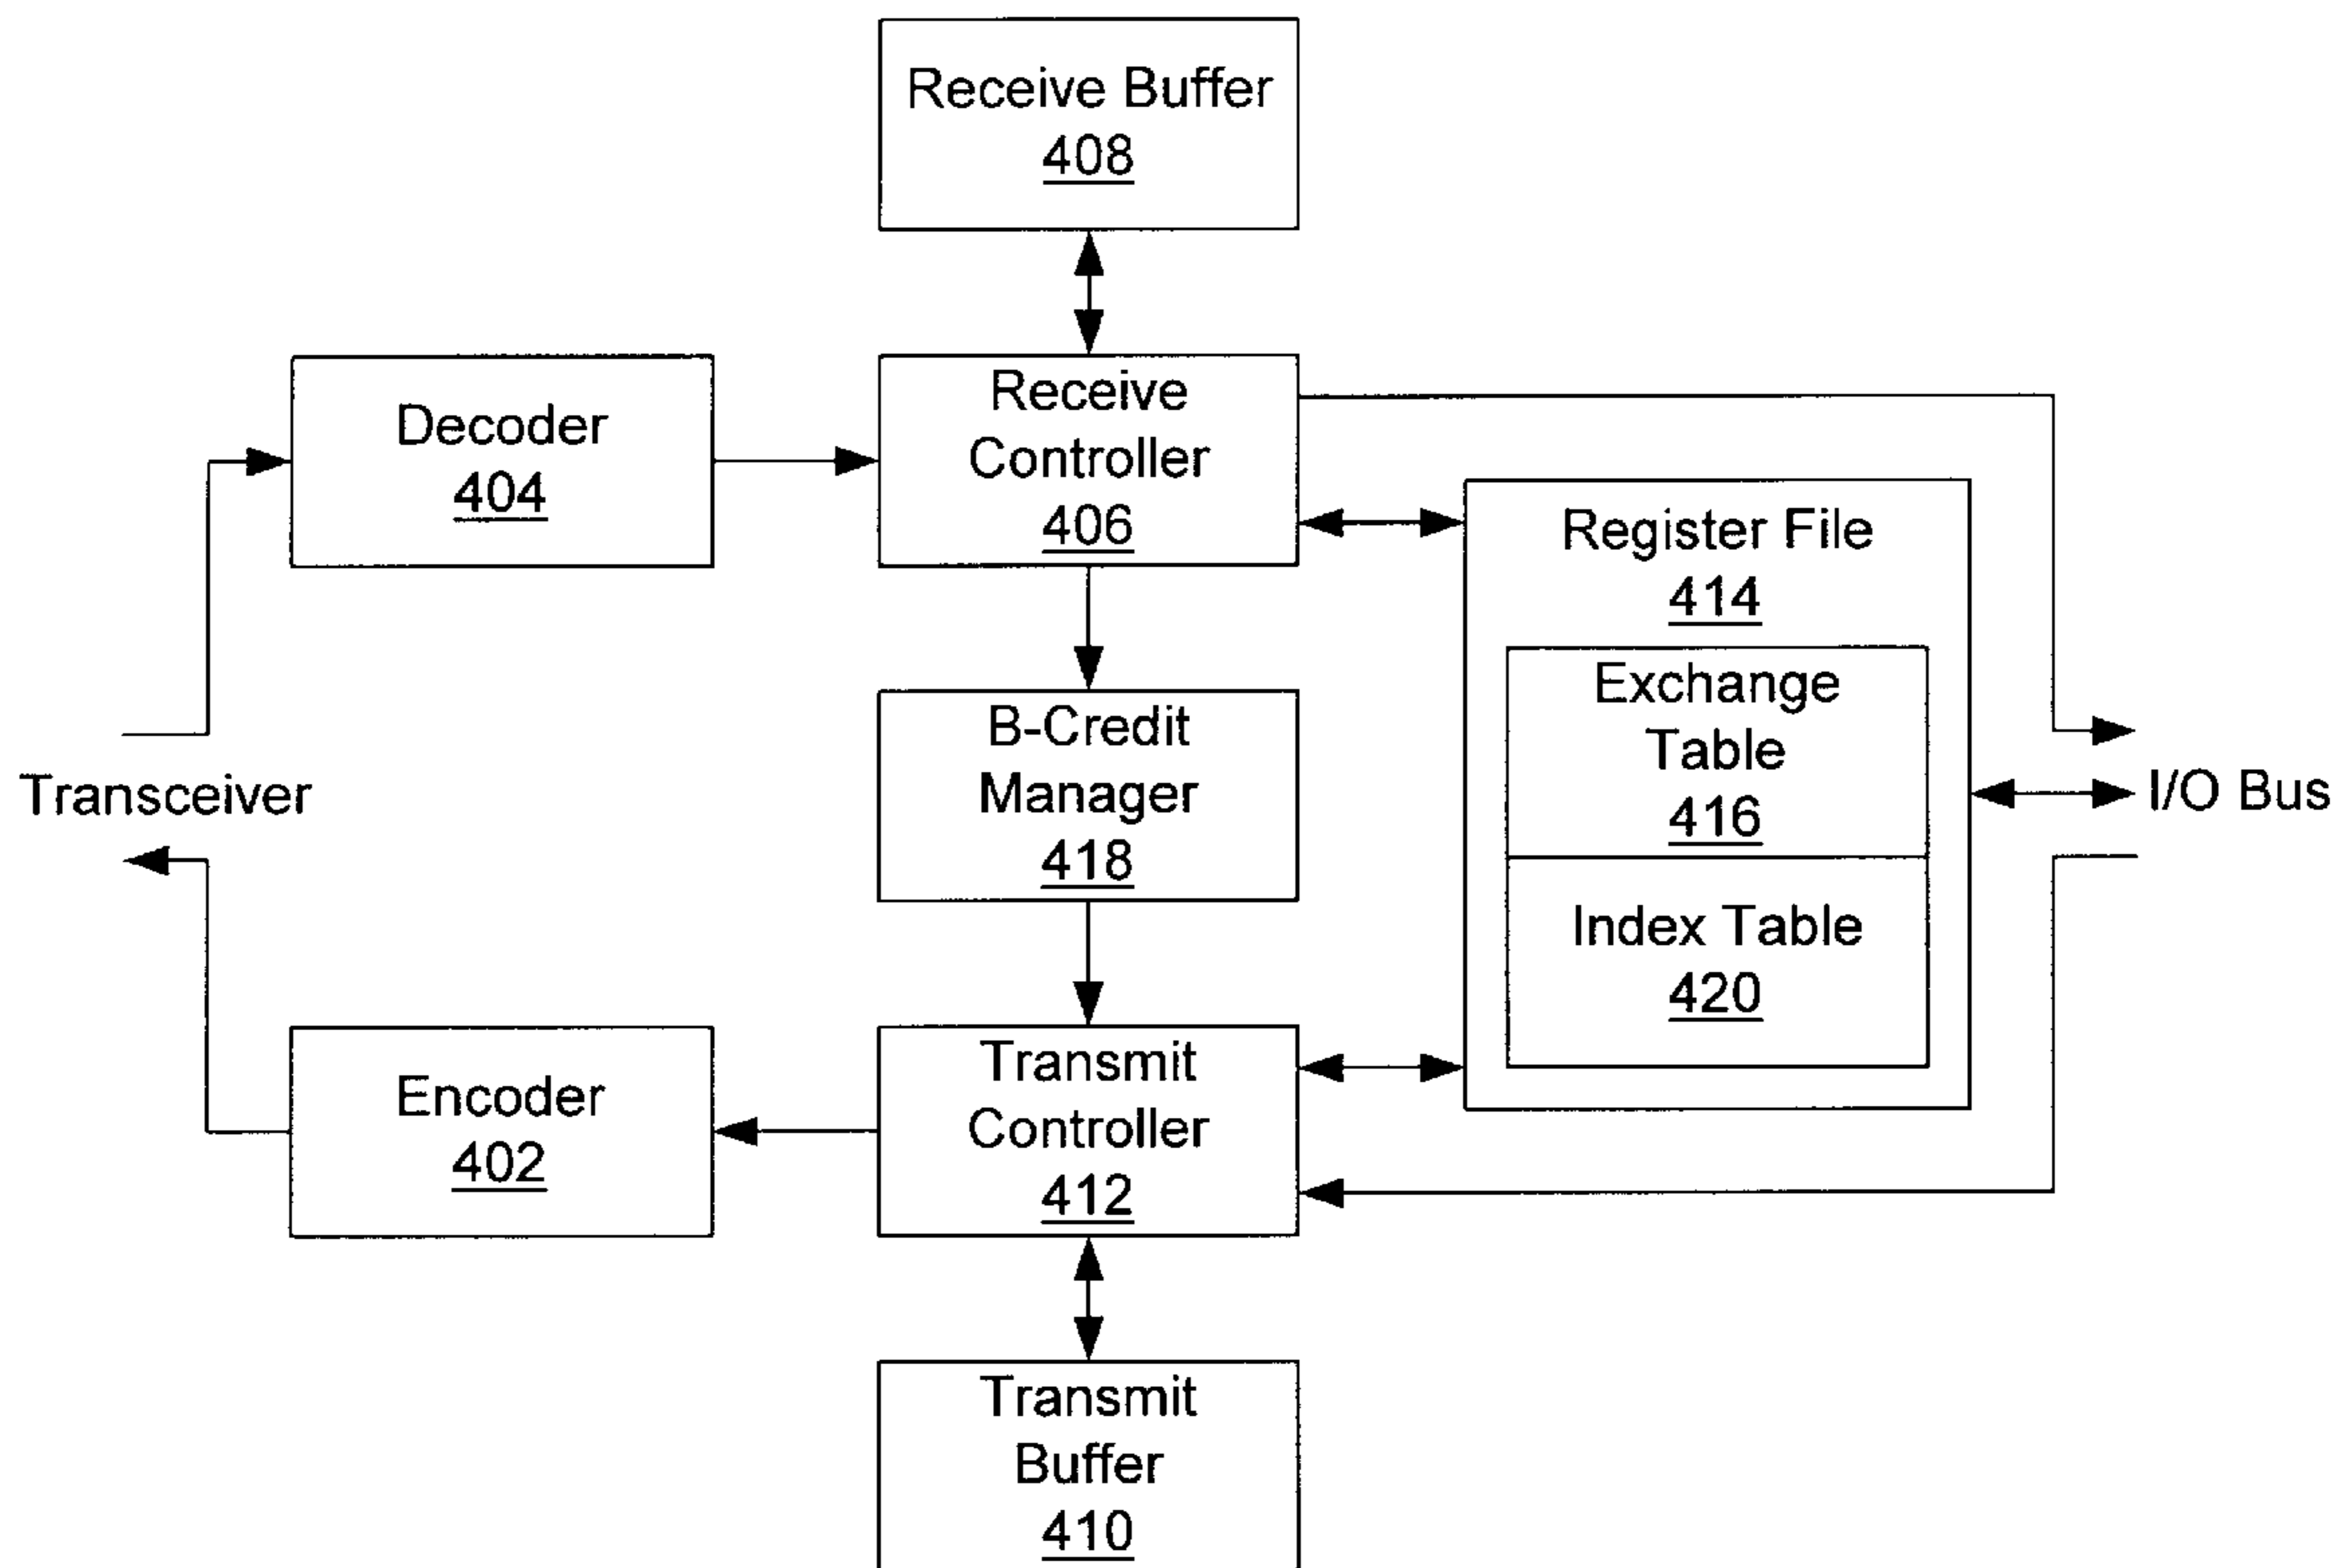 Receive Buffer
408
Decoder
404
Receive
Controller
406
Register File
414
Exchange
Table
416
Index Table
420
B-Credit
Manager
418
Transceiver
I/O Bus
Encoder
402
Transmit
Controller
412
Transmit
Buffer
410